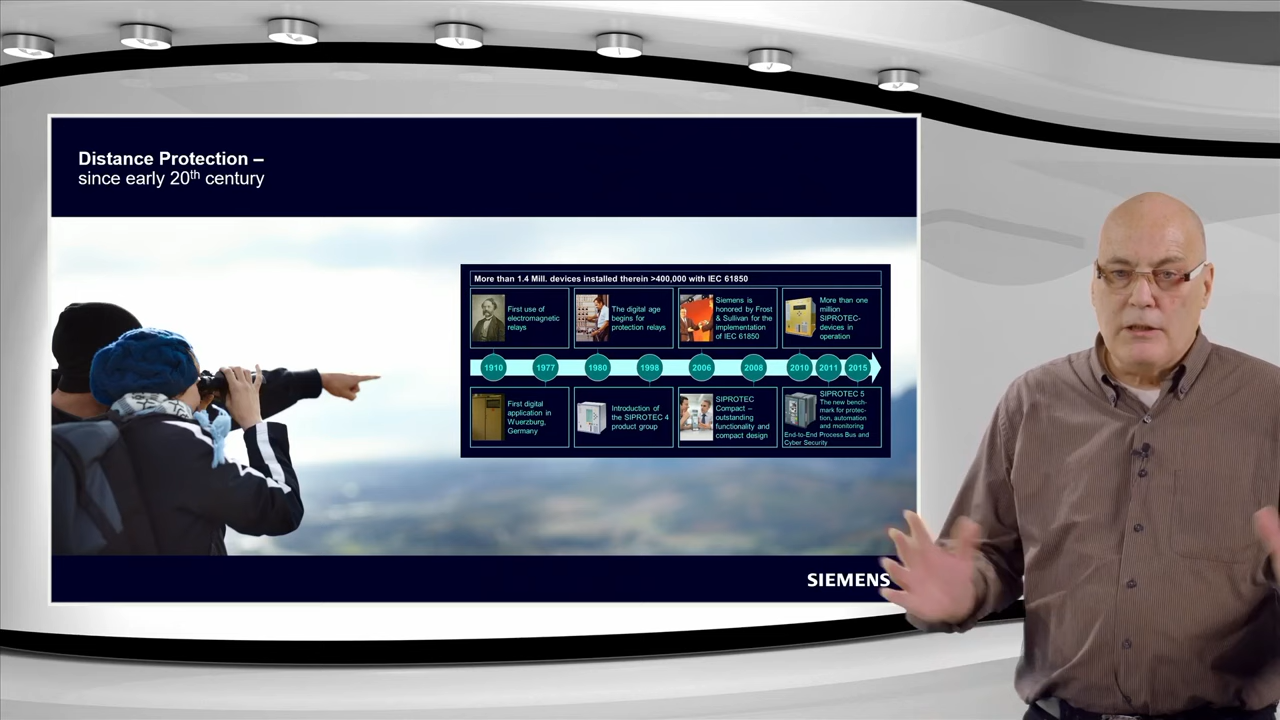 Distance Protection –
since early 20th century
More than 1.4 Mill. devices installed therein >400,000 with IEC 61850
First use of
electromagnetic
relays
The digital age
begins for
protection relays
Siemens is
honored by Frost
& Sullivan for the
implementation
of IEC 61850
More than one
million
SIPROTEC-
devices in
operation
1910
1977
1980
1998
2006
2008
2010
2011
2015
First digital
application in
Wuerzburg,
Germany
Introduction of
the SIPROTEC 4
product group
SIPROTEC
Compact –
outstanding
functionality and
compact design
SIPROTEC 5
The new bench-
mark for protec-
tion, automation
and monitoring
End-to-End Process Bus and
Cyber Security
SIEMENS